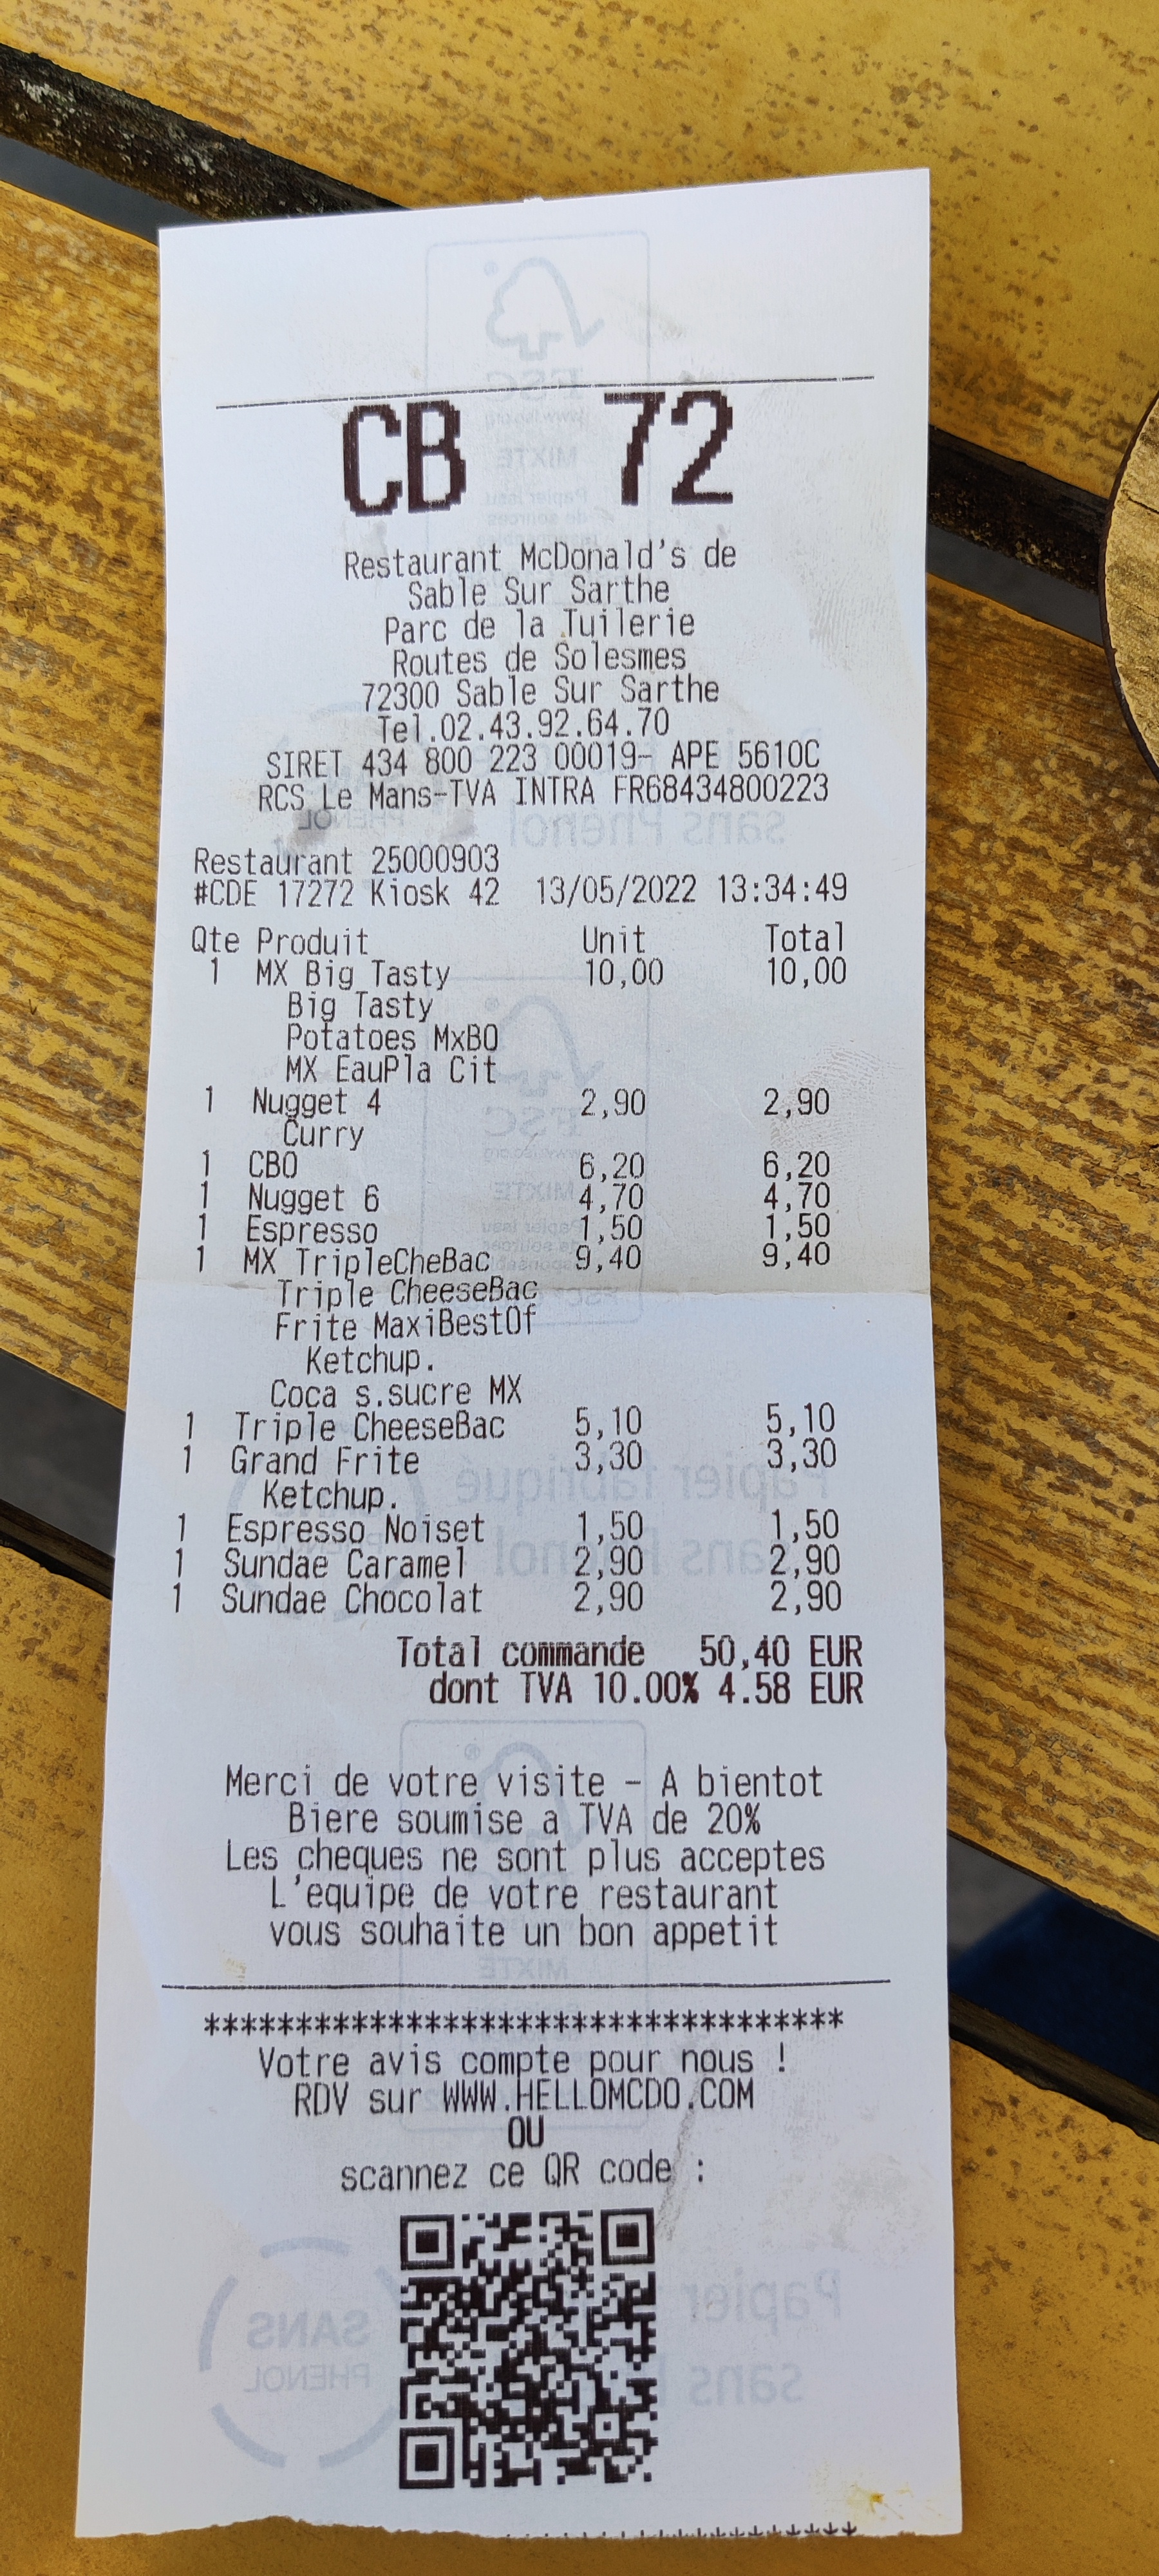 CB 72
Restaurant McDonald's de
Sable Sur Sarthe
Parc de la Tuilerie
Routes de Solesmes
72300 Sable Sur Sarthe
Tel.02.43.92.64.70
SIRET 434 800 223 00019- APE 5610C
RCS Le Mans-TVA INTRA FR68434800223
Restaurant 25000903
#CDE 17272 Kiosk 42 13/05/2022 13:34:49
Qte Produit Unit Total
1 MX Big Tasty 10,00 10,00
Big Tasty
Potatoes MxBO
MX EauPla Cit
1 Nugget 4 2,90 2,90
Curry
1 CBO 6,20 6,20
1 Nugget 6 4,70 4,70
1 Espresso 1,50 1,50
1 MX TripleCheBac 9,40 9,40
Triple CheeseBac
Frite MaxiBestOf
Ketchup.
Coca s.sucre MX
1 Triple CheeseBac 5,10 5,10
1 Grand Frite 3,30 3,30
Ketchup.
1 Espresso Noiset 1,50 1,50
1 Sundae Caramel 2,90 2,90
1 Sundae Chocolat 2,90 2,90
Total commande 50,40 EUR
dont TVA 10.00% 4.58 EUR
Merci de votre visite - A bientot
Biere soumise a TVA de 20%
Les cheques ne sont plus acceptes
L'equipe de votre restaurant
vous souhaite un bon appetit
***********************************
Votre avis compte pour nous !
RDV sur WWW.HELLOMCDO.COM
OU
scannez ce QR code :